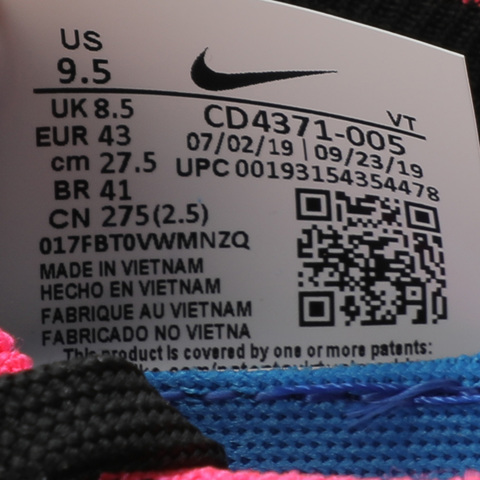 US
9.5
VT
UK 8.5
CD4371-005
EUR 43
07/02/19 | 09/23/19
cm 27.5
UPC 00193154354478
BR 41
CN 275(2.5)
017FBT0VWMNZQ
MADE IN VIETNAM
HECHO EN VIETNAM
FABRIQUE AU VIETNAM
FABRICADO NO VIETNA
This product is covered by one or more patents: